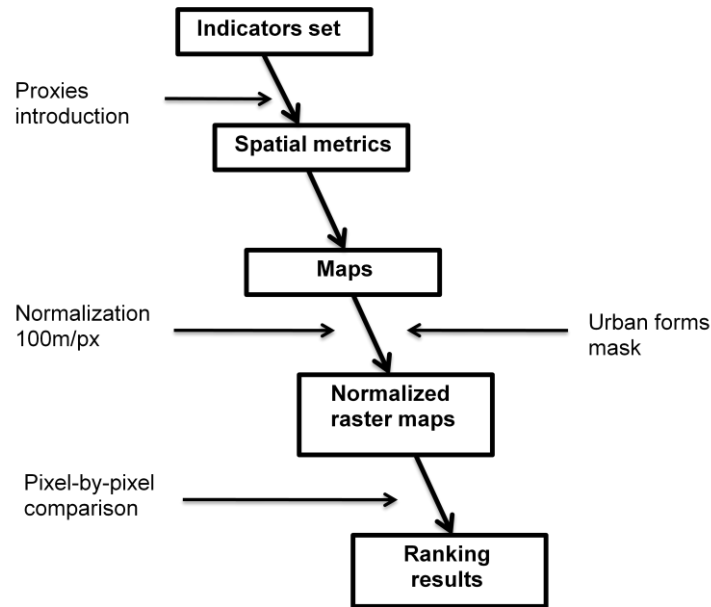 Indicators set
Proxies
introduction
Spatial metrics
Maps
Normalization
100m/px
Urban forms
mask
Normalized
raster maps
Pixel-by-pixel
comparison
Ranking
results